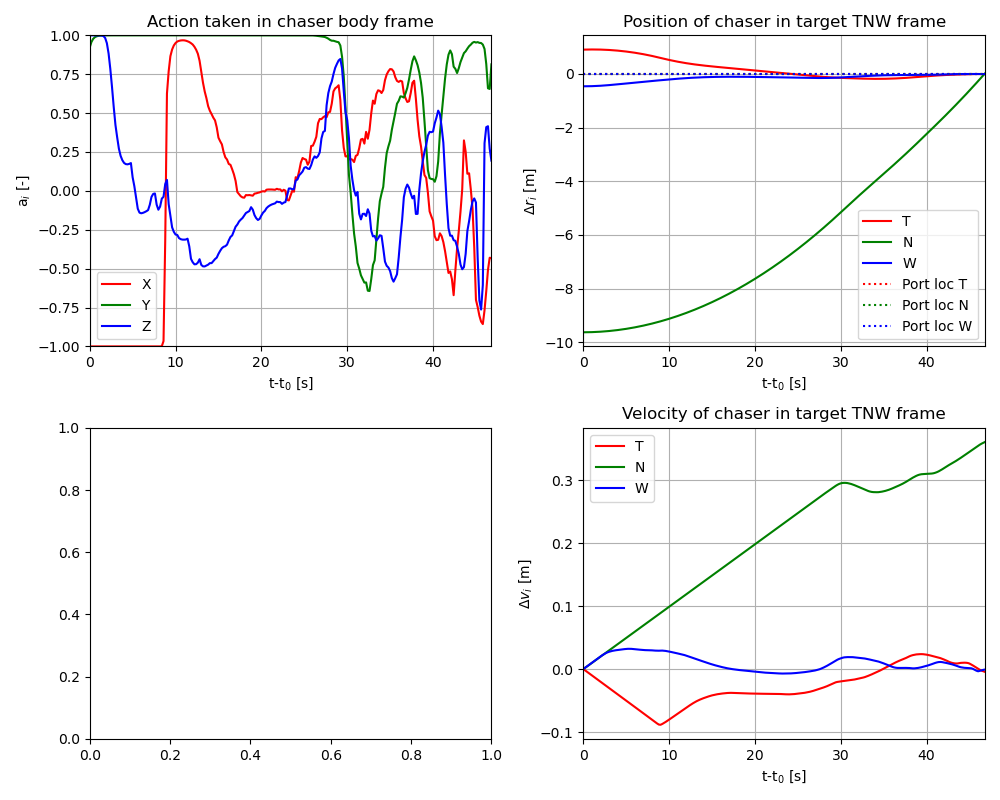 Action taken in chaser body frame
1.00
0.75
0.50
0.25
0.00
−0.25
−0.50
−0.75
−1.00
a_i [-]
X
Y
Z
0 10 20 30 40
t-t_0 [s]
Position of chaser in target TNW frame
0
−2
−4
−6
−8
−10
Δr_i [m]
T
N
W
Port loc T
Port loc N
Port loc W
0 10 20 30 40
t-t_0 [s]
1.0
0.8
0.6
0.4
0.2
0.0
0.0 0.2 0.4 0.6 0.8 1.0
Velocity of chaser in target TNW frame
0.3
0.2
0.1
0.0
−0.1
Δv_i [m]
T
N
W
0 10 20 30 40
t-t_0 [s]